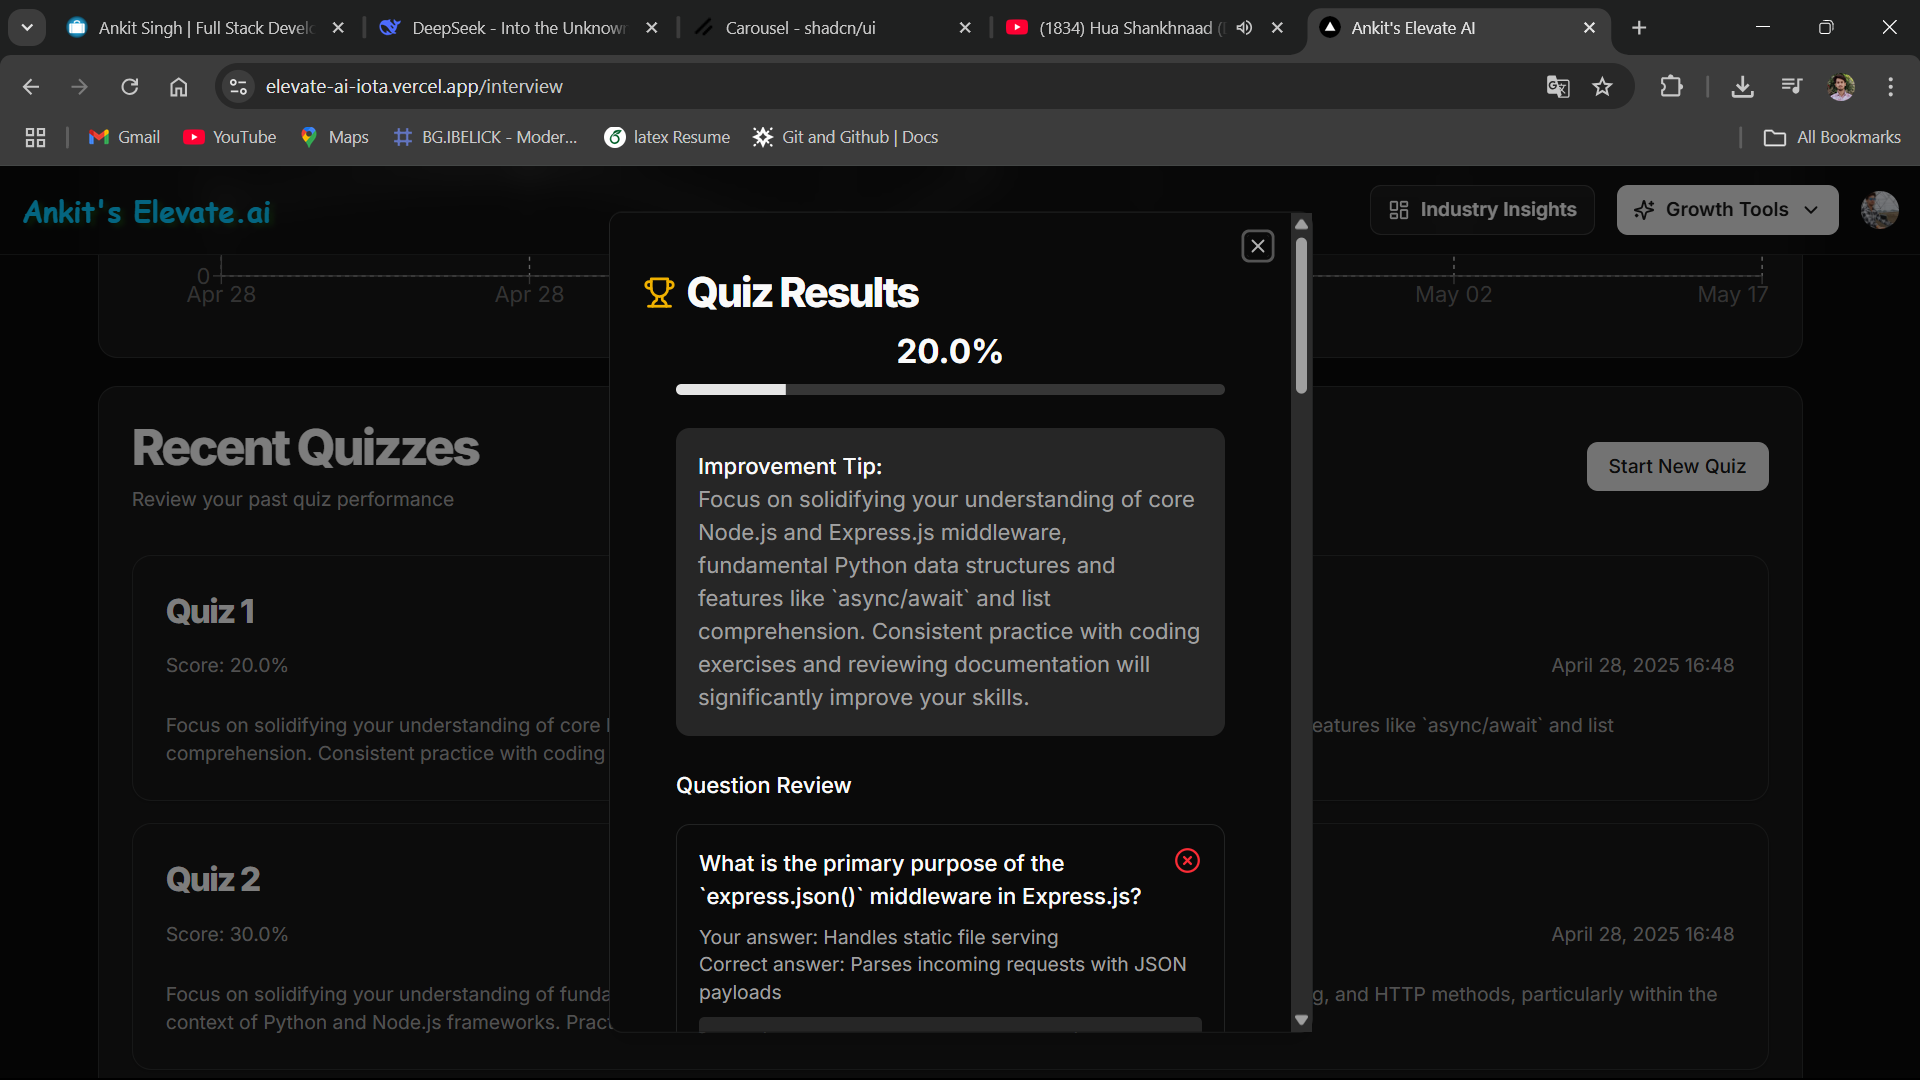 Ankit Singh | Full Stack Develo
DeepSeek - Into the Unknown
Carousel - shadcn/ui
(1834) Hua Shankhnaad (
Ankit's Elevate AI
elevate-ai-iota.vercel.app/interview
Gmail
YouTube
Maps
BG.IBELICK - Moder...
latex Resume
Git and Github | Docs
All Bookmarks
Ankit's Elevate.ai
Industry Insights
Growth Tools
0
Apr 28
Apr 28
May 02
May 17
Quiz Results
20.0%
Improvement Tip:
Focus on solidifying your understanding of core
Node.js and Express.js middleware,
fundamental Python data structures and
features like `async/await` and list
comprehension. Consistent practice with coding
exercises and reviewing documentation will
significantly improve your skills.
Question Review
What is the primary purpose of the
`express.json()` middleware in Express.js?
Your answer: Handles static file serving
Correct answer: Parses incoming requests with JSON
payloads
Recent Quizzes
Review your past quiz performance
Start New Quiz
Quiz 1
Score: 20.0%
April 28, 2025 16:48
Focus on solidifying your understanding of core
eatures like `async/await` and list
comprehension. Consistent practice with coding
Quiz 2
Score: 30.0%
April 28, 2025 16:48
Focus on solidifying your understanding of funda
g, and HTTP methods, particularly within the
context of Python and Node.js frameworks. Pract